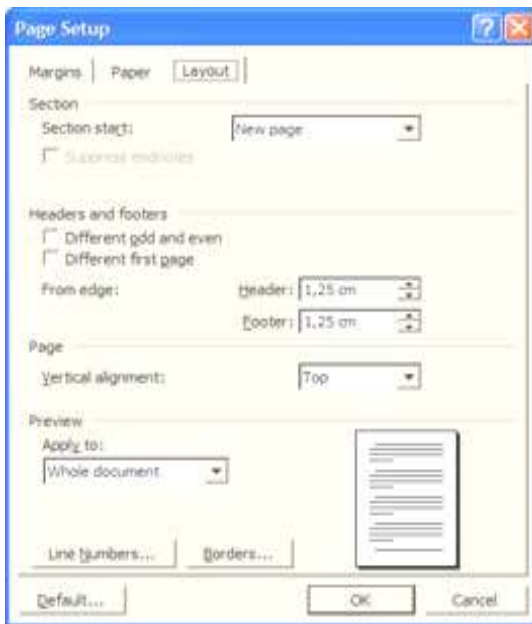 Page Setup
Margins Paper Layout
Section
Section start: New page
Suppress endnotes
Headers and footers
Different odd and even
Different first page
From edge: Header: 1,25 cm
Footer: 1,25 cm
Page
Vertical alignment: Top
Preview
Apply to:
Whole document
Line Numbers... Borders...
Default... OK Cancel